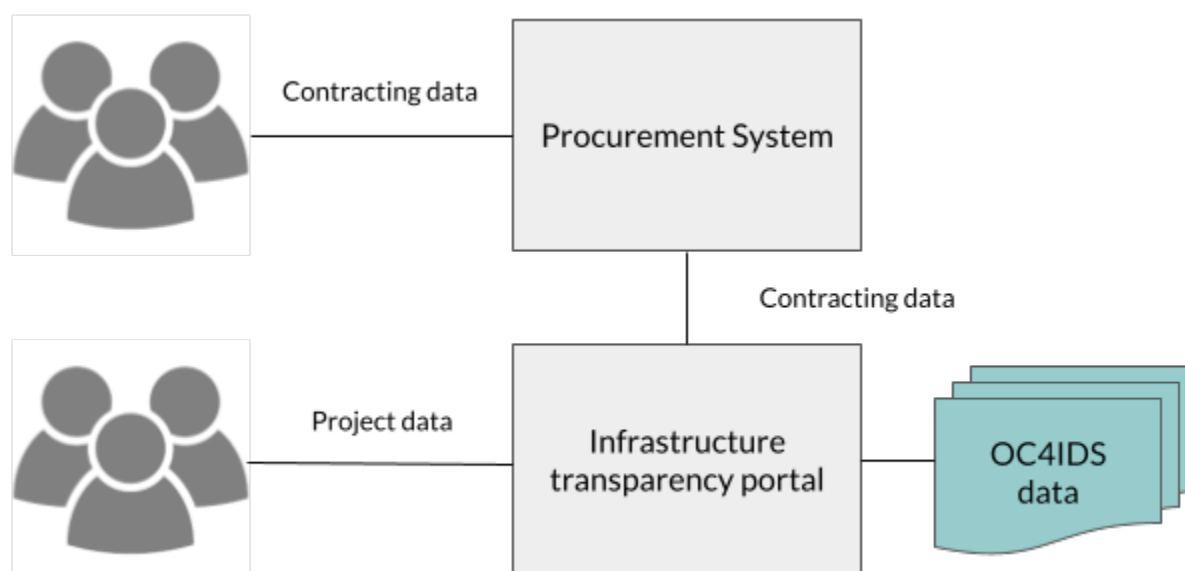 Contracting data
Procurement System
Contracting data
Project data
Infrastructure
transparency portal
OC4IDS
data